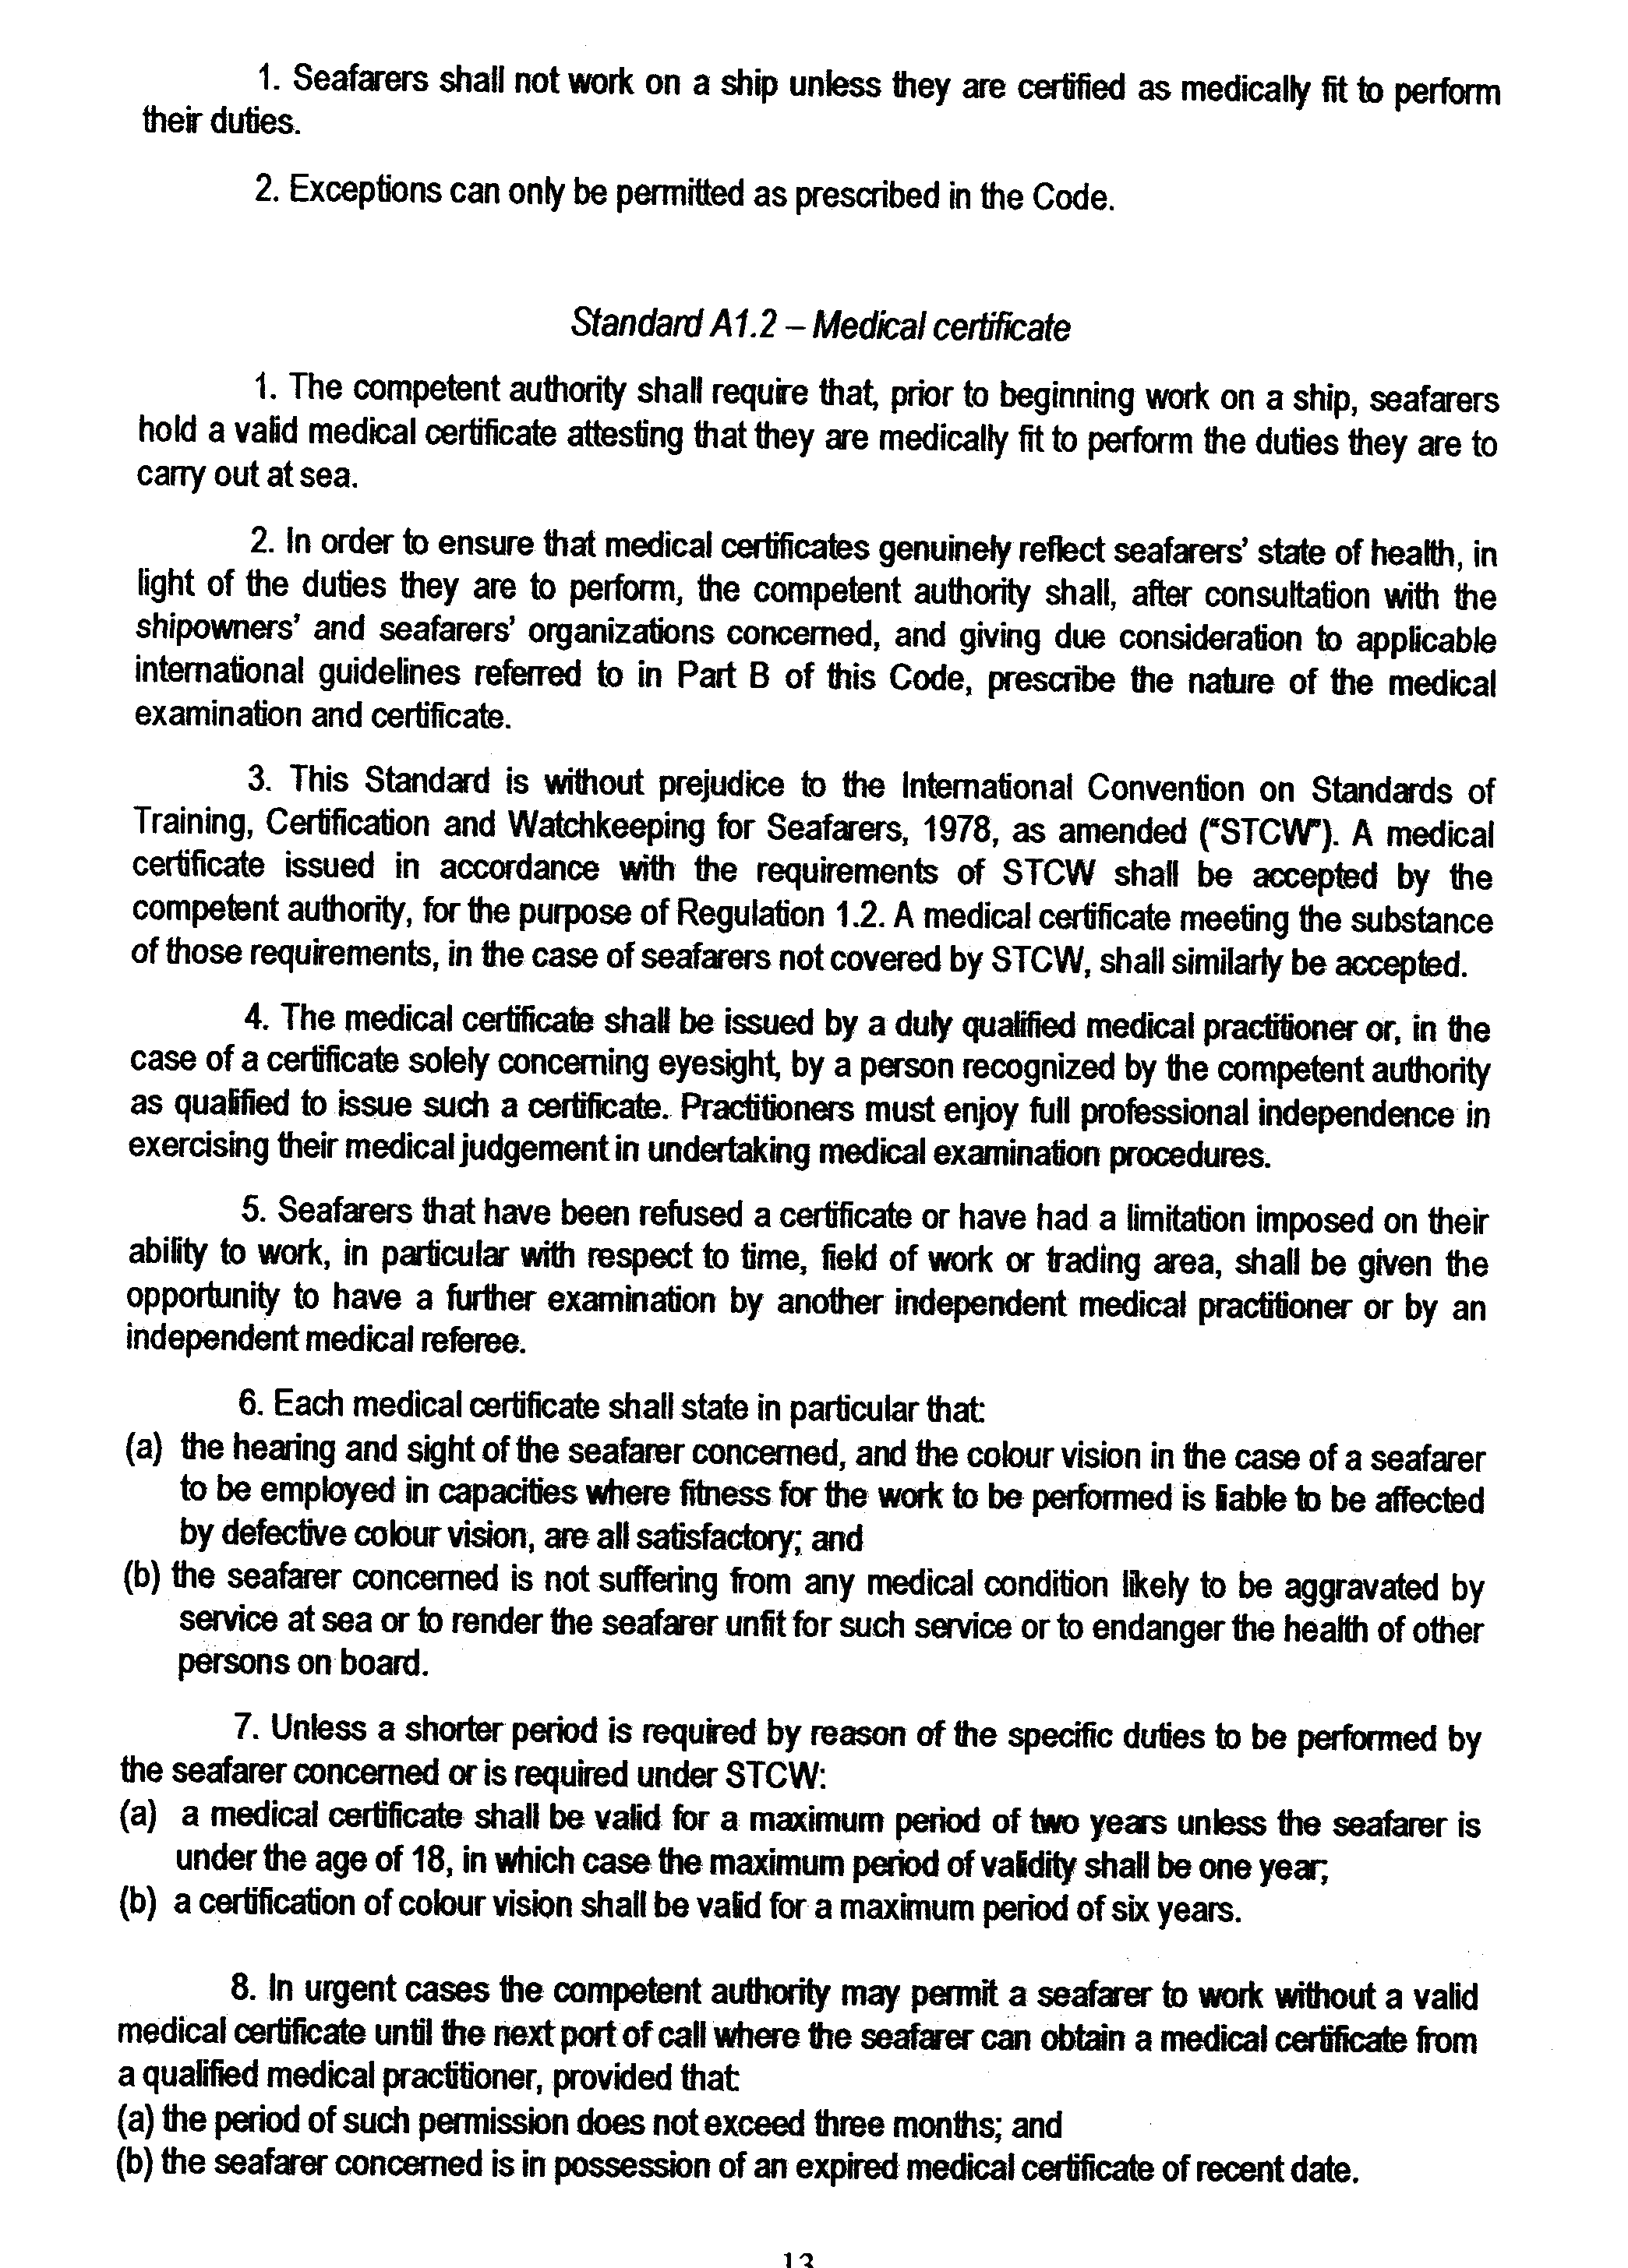 1. Seafarers shall not work on a ship unless they are certified as medically fit to perform
their duties.
2. Exceptions can only be permitted as prescribed in the Code.
Standard A1.2 – Medical certificate
1. The competent authority shall require that, prior to beginning work on a ship, seafarers
hold a valid medical certificate attesting that they are medically fit to perform the duties they are to
carry out at sea.
2. In order to ensure that medical certificates genuinely reflect seafarers’ state of health, in
light of the duties they are to perform, the competent authority shall, after consultation with the
shipowners’ and seafarers’ organizations concerned, and giving due consideration to applicable
international guidelines referred to in Part B of this Code, prescribe the nature of the medical
examination and certificate.
3. This Standard is without prejudice to the International Convention on Standards of
Training, Certification and Watchkeeping for Seafarers, 1978, as amended (“STCW”). A medical
certificate issued in accordance with the requirements of STCW shall be accepted by the
competent authority, for the purpose of Regulation 1.2. A medical certificate meeting the substance
of those requirements, in the case of seafarers not covered by STCW, shall similarly be accepted.
4. The medical certificate shall be issued by a duly qualified medical practitioner or, in the
case of a certificate solely concerning eyesight, by a person recognized by the competent authority
as qualified to issue such a certificate. Practitioners must enjoy full professional independence in
exercising their medical judgement in undertaking medical examination procedures.
5. Seafarers that have been refused a certificate or have had a limitation imposed on their
ability to work, in particular with respect to time, field of work or trading area, shall be given the
opportunity to have a further examination by another independent medical practitioner or by an
independent medical referee.
6. Each medical certificate shall state in particular that:
(a) the hearing and sight of the seafarer concerned, and the colour vision in the case of a seafarer
to be employed in capacities where fitness for the work to be performed is liable to be affected
by defective colour vision, are all satisfactory; and
(b) the seafarer concerned is not suffering from any medical condition likely to be aggravated by
service at sea or to render the seafarer unfit for such service or to endanger the health of other
persons on board.
7. Unless a shorter period is required by reason of the specific duties to be performed by
the seafarer concerned or is required under STCW:
(a) a medical certificate shall be valid for a maximum period of two years unless the seafarer is
under the age of 18, in which case the maximum period of validity shall be one year;
(b) a certification of colour vision shall be valid for a maximum period of six years.
8. In urgent cases the competent authority may permit a seafarer to work without a valid
medical certificate until the next port of call where the seafarer can obtain a medical certificate from
a qualified medical practitioner, provided that:
(a) the period of such permission does not exceed three months; and
(b) the seafarer concerned is in possession of an expired medical certificate of recent date.
13